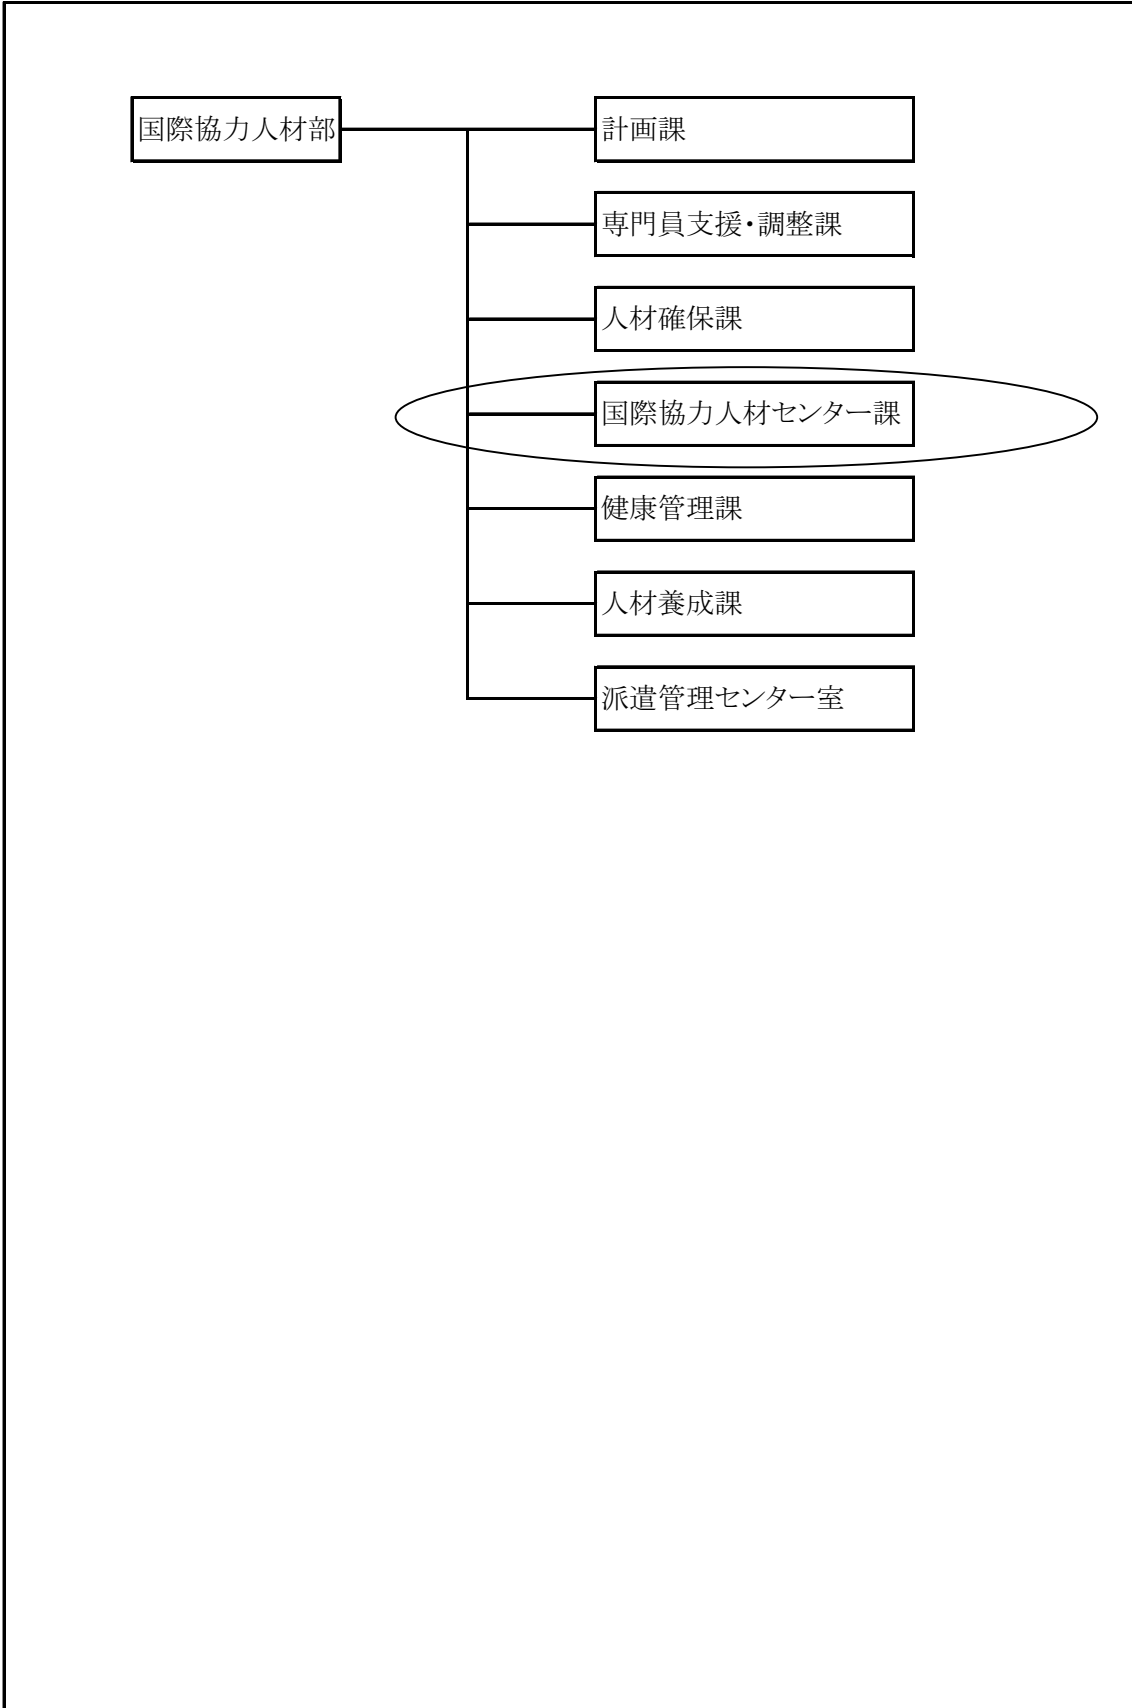 国際協力人材部
計画課
専門員支援・調整課
人材確保課
国際協力人材センター課
健康管理課
人材養成課
派遣管理センター室